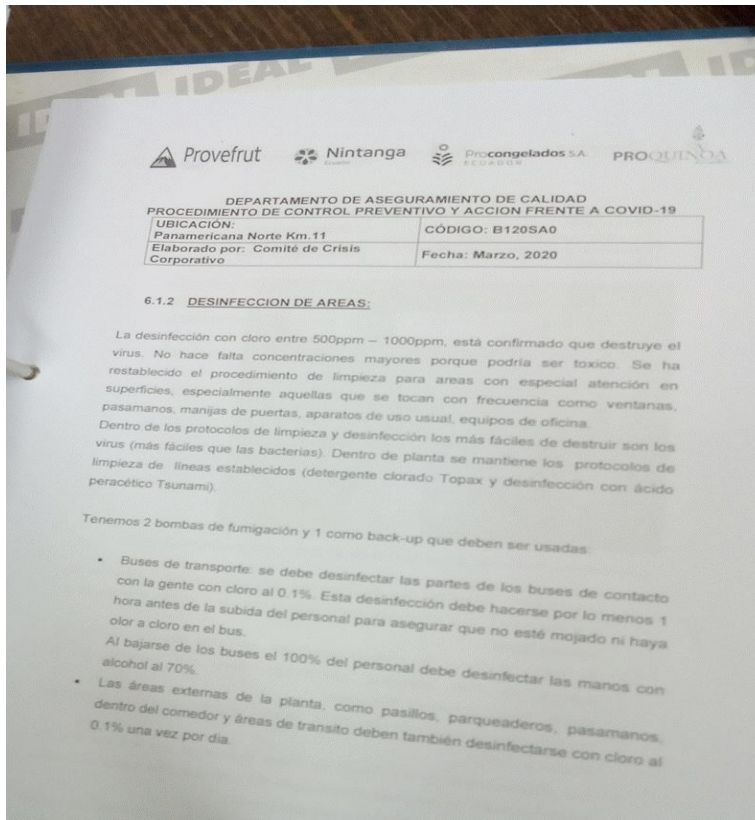 IDEAL
ID
Provefrut
Nintanga
Ecuador
Procongelados S.A.
ECUADOR
PROQUINOA
DEPARTAMENTO DE ASEGURAMIENTO DE CALIDAD
PROCEDIMIENTO DE CONTROL PREVENTIVO Y ACCION FRENTE A COVID-19
UBICACIÓN:
Panamericana Norte Km.11
CÓDIGO: B120SA0
Elaborado por: Comité de Crisis
Corporativo
Fecha: Marzo, 2020
6.1.2 DESINFECCION DE AREAS:
La desinfección con cloro entre 500ppm – 1000ppm, está confirmado que destruye el
virus. No hace falta concentraciones mayores porque podría ser toxico. Se ha
restablecido el procedimiento de limpieza para areas con especial atención en
superficies, especialmente aquellas que se tocan con frecuencia como ventanas,
pasamanos, manijas de puertas, aparatos de uso usual, equipos de oficina.
Dentro de los protocolos de limpieza y desinfección los más fáciles de destruir son los
virus (más fáciles que las bacterias). Dentro de planta se mantiene los protocolos de
limpieza de líneas establecidos (detergente clorado Topax y desinfección con ácido
peracético Tsunami).
Tenemos 2 bombas de fumigación y 1 como back-up que deben ser usadas:
• Buses de transporte: se debe desinfectar las partes de los buses de contacto
con la gente con cloro al 0.1%. Esta desinfección debe hacerse por lo menos 1
hora antes de la subida del personal para asegurar que no esté mojado ni haya
olor a cloro en el bus.
Al bajarse de los buses el 100% del personal debe desinfectar las manos con
alcohol al 70%.
• Las áreas externas de la planta, como pasillos, parqueaderos, pasamanos,
dentro del comedor y áreas de transito deben también desinfectarse con cloro al
0.1% una vez por día.